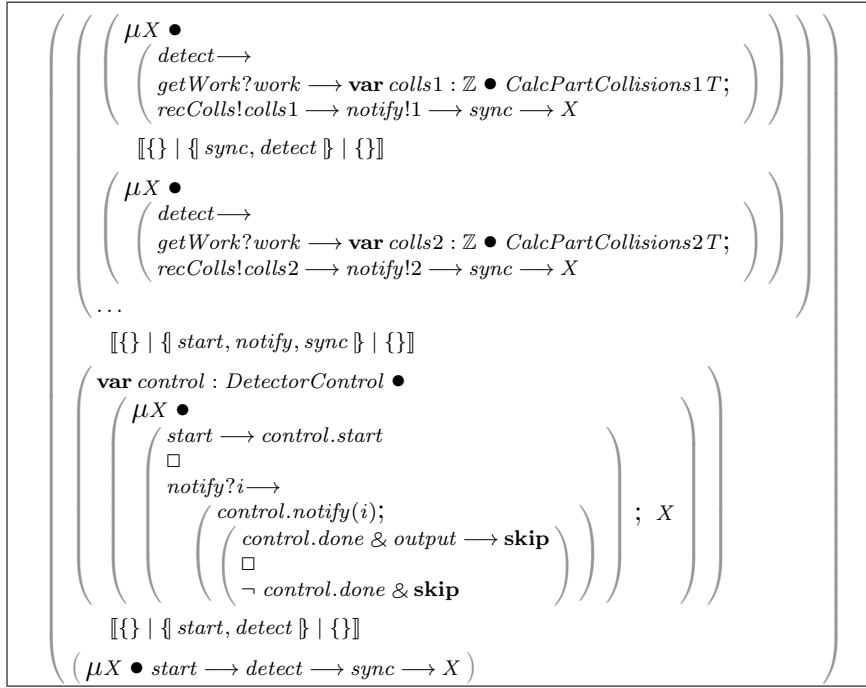 μX ●
detect⟶
getWork?work ⟶ var colls1 : ℤ ● CalcPartCollisions1 T;
recColls!colls1 ⟶ notify!1 ⟶ sync ⟶ X
⟦{} | {| sync, detect |} | {}⟧
μX ●
detect⟶
getWork?work ⟶ var colls2 : ℤ ● CalcPartCollisions2 T;
recColls!colls2 ⟶ notify!2 ⟶ sync ⟶ X
...
⟦{} | {| start, notify, sync |} | {}⟧
var control : DetectorControl ●
μX ●
start ⟶ control.start
□
notify?i⟶
control.notify(i);
control.done & output ⟶ skip
; X
□
¬ control.done & skip
⟦{} | {| start, detect |} | {}⟧
(μX ● start ⟶ detect ⟶ sync ⟶ X)